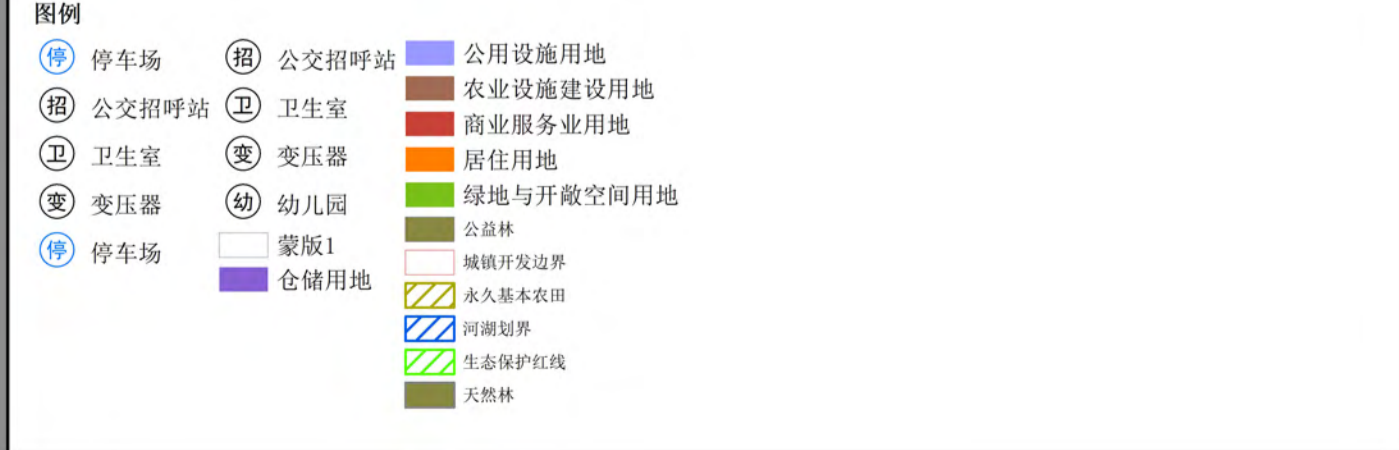 图例
停 停车场
招 公交招呼站
卫 卫生室
变 变压器
停 停车场
招 公交招呼站
卫 卫生室
变 变压器
幼 幼儿园
蒙版1
仓储用地
公用设施用地
农业设施建设用地
商业服务业用地
居住用地
绿地与开敞空间用地
公益林
城镇开发边界
永久基本农田
河湖划界
生态保护红线
天然林